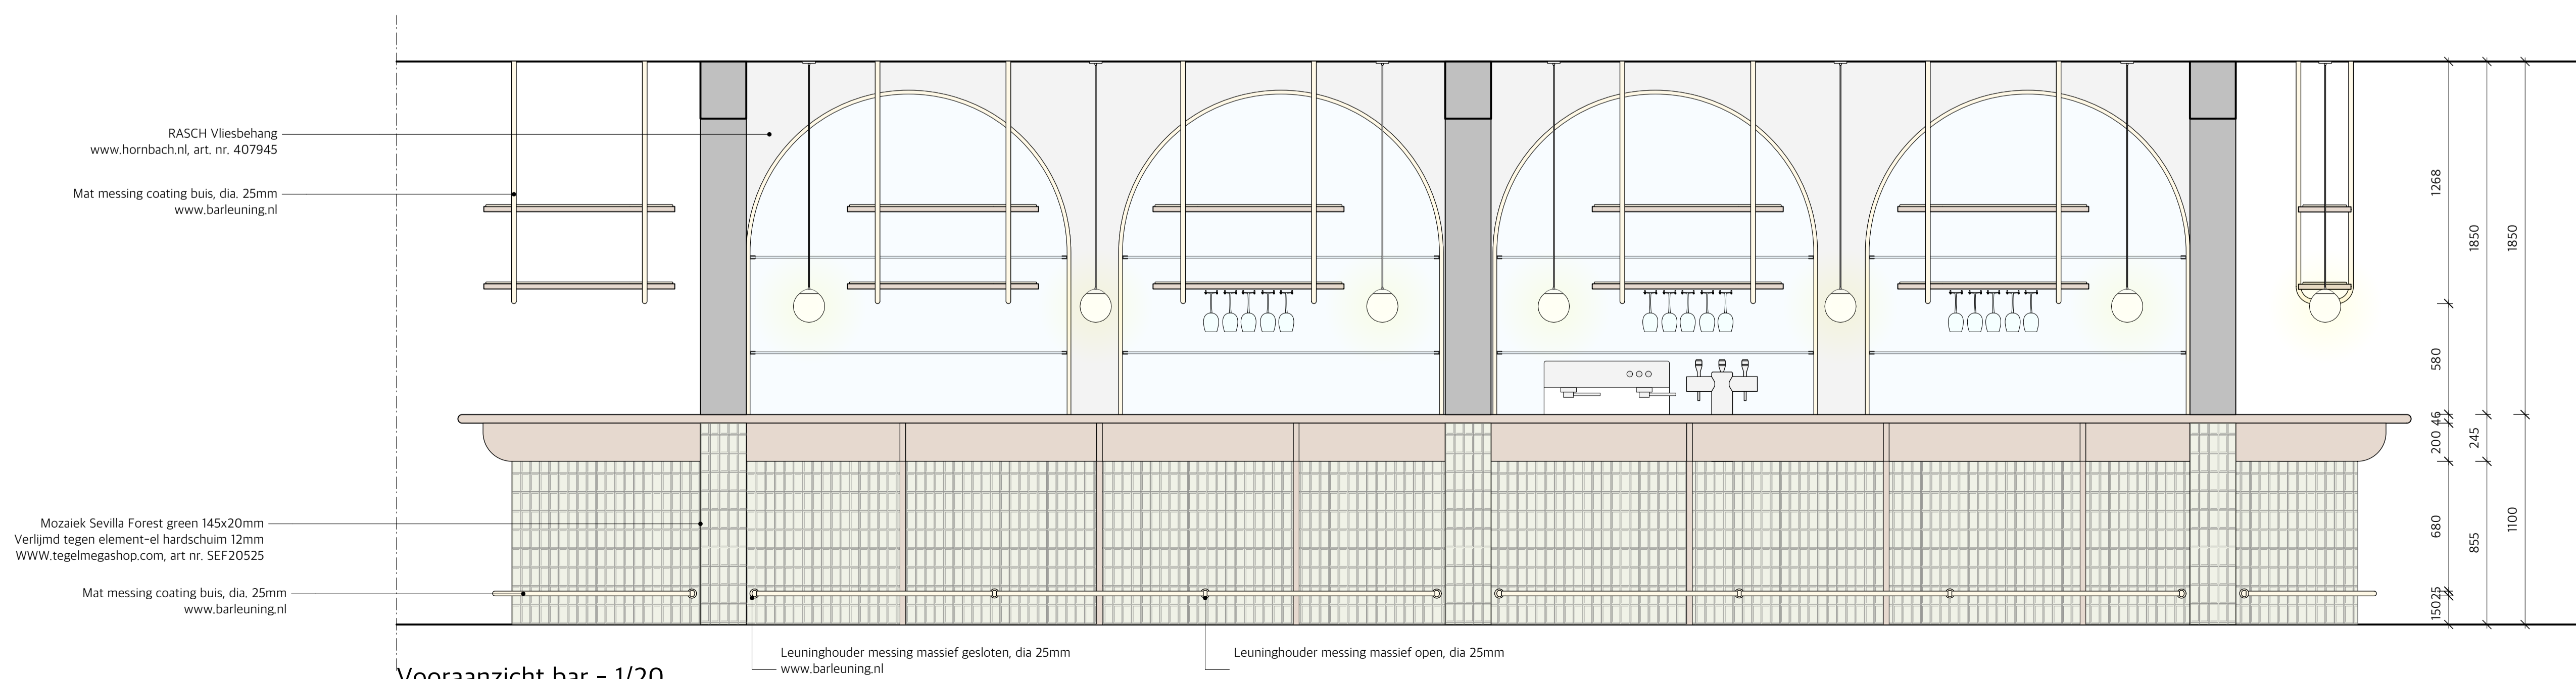 RASCH Vliesbehang
www.hornbach.nl, art. nr. 407945
Mat messing coating buis, dia. 25mm
www.barleuning.nl
Mozaiek Sevilla Forest green 145x20mm
Verlijmd tegen element-el hardschuim 12mm
WWW.tegelmegashop.com, art nr. SEF20525
Mat messing coating buis, dia. 25mm
www.barleuning.nl
Leuninghouder messing massief gesloten, dia 25mm
www.barleuning.nl
Leuninghouder messing massief open, dia 25mm
Vooraanzicht bar - 1/20
1268
580
46
200
680
25
150
1850
245
855
1850
1100